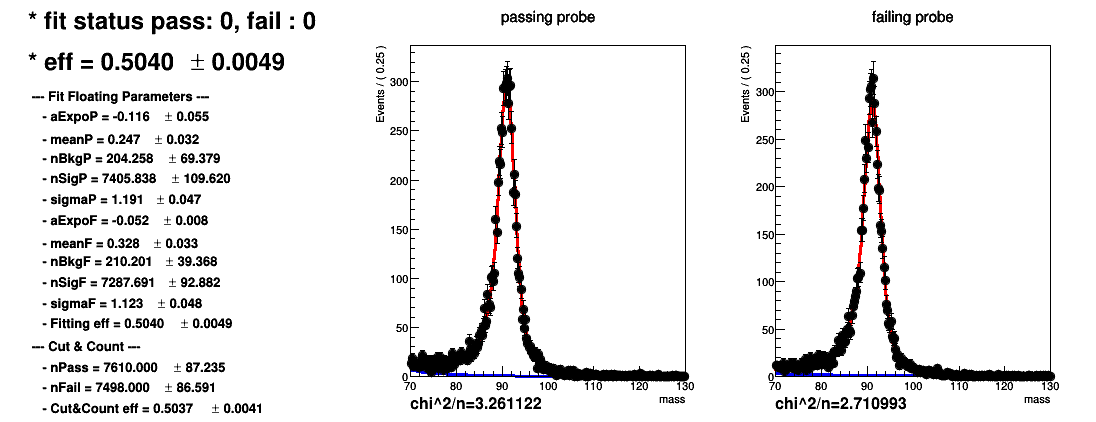 * fit status pass: 0, fail : 0
* eff = 0.5040 ± 0.0049
--- Fit Floating Parameters ---
- aExpoP = -0.116 ± 0.055
- meanP = 0.247 ± 0.032
- nBkgP = 204.258 ± 69.379
- nSigP = 7405.838 ± 109.620
- sigmaP = 1.191 ± 0.047
- aExpoF = -0.052 ± 0.008
- meanF = 0.328 ± 0.033
- nBkgF = 210.201 ± 39.368
- nSigF = 7287.691 ± 92.882
- sigmaF = 1.123 ± 0.048
- Fitting eff = 0.5040 ± 0.0049
--- Cut & Count ---
- nPass = 7610.000 ± 87.235
- nFail = 7498.000 ± 86.591
- Cut&Count eff = 0.5037 ± 0.0041
passing probe
Events / ( 0.25 )
300
250
200
150
100
50
0
70 80 90 100 110 120 130
mass
chi^2/n=3.261122
failing probe
Events / ( 0.25 )
300
250
200
150
100
50
0
70 80 90 100 110 120 130
mass
chi^2/n=2.710993